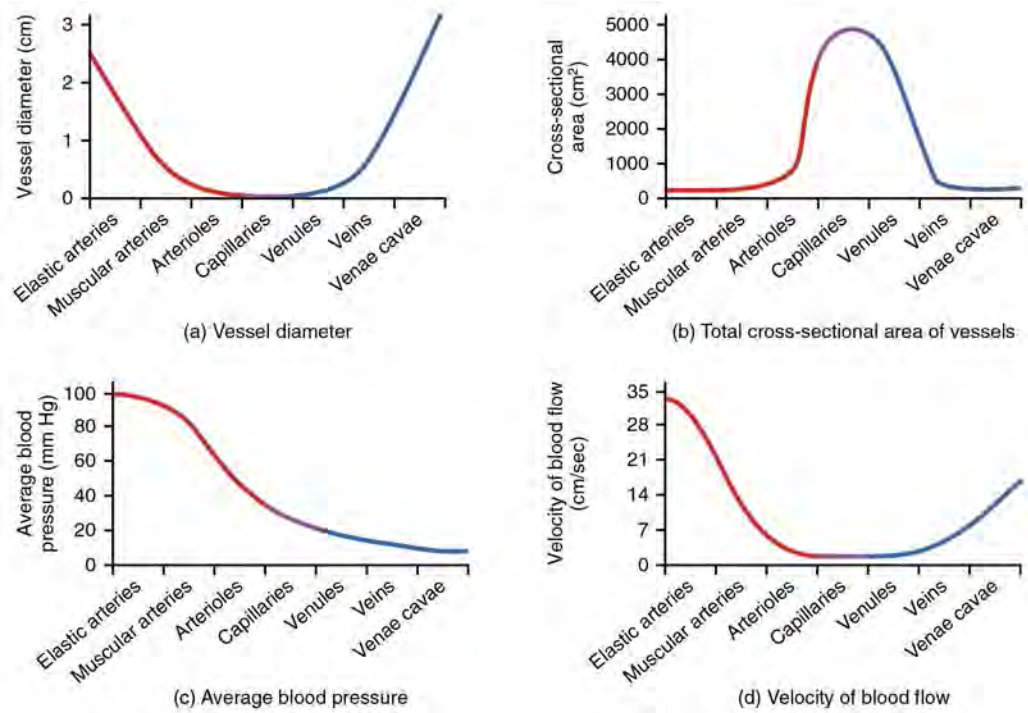 Vessel diameter (cm)
3
2
1
0
Elastic arteries
Muscular arteries
Arterioles
Capillaries
Venules
Veins
Venae cavae
(a) Vessel diameter
Cross-sectional
area (cm²)
5000
4000
3000
2000
1000
0
Elastic arteries
Muscular arteries
Arterioles
Capillaries
Venules
Veins
Venae cavae
(b) Total cross-sectional area of vessels
Average blood
pressure (mm Hg)
100
80
60
40
20
0
Elastic arteries
Muscular arteries
Arterioles
Capillaries
Venules
Veins
Venae cavae
(c) Average blood pressure
Velocity of blood flow
(cm/sec)
35
28
21
14
7
0
Elastic arteries
Muscular arteries
Arterioles
Capillaries
Venules
Veins
Venae cavae
(d) Velocity of blood flow